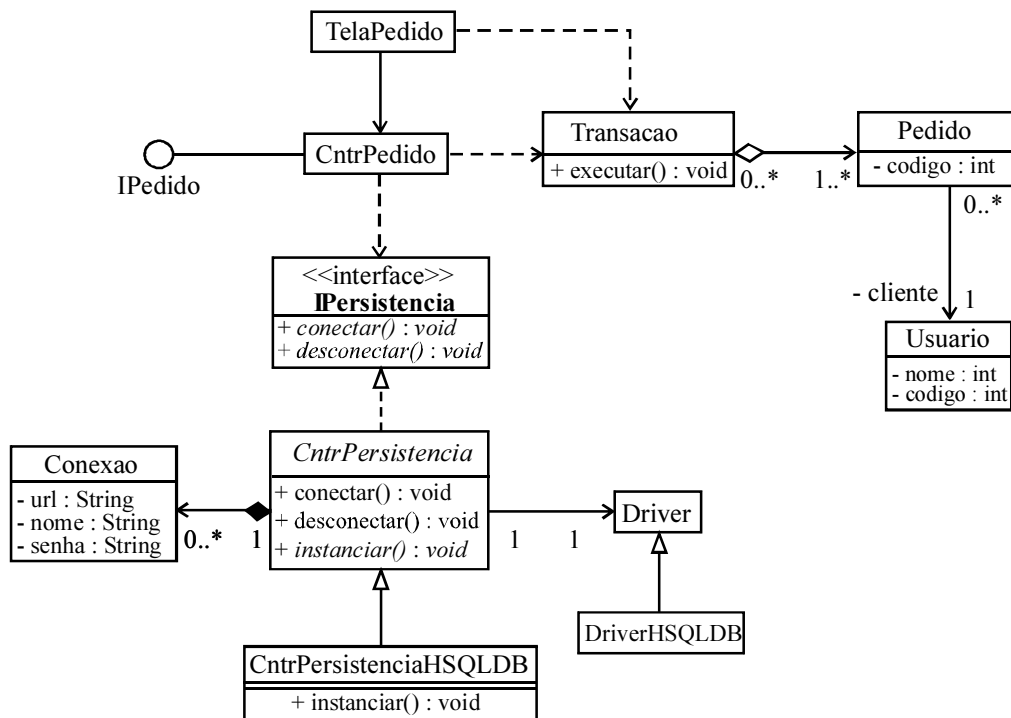 TelaPedido
CntrPedido
IPedido
Transacao
+ executar() : void
0..*
1..*
Pedido
- codigo : int
0..*
- cliente
1
Usuario
- nome : int
- codigo : int
<<interface>>
IPersistencia
+ conectar() : void
+ desconectar() : void
CntrPersistencia
+ conectar() : void
+ desconectar() : void
+ instanciar() : void
Conexao
- url : String
- nome : String
- senha : String
0..*
1
1
1
Driver
DriverHSQLDB
CntrPersistenciaHSQLDB
+ instanciar() : void